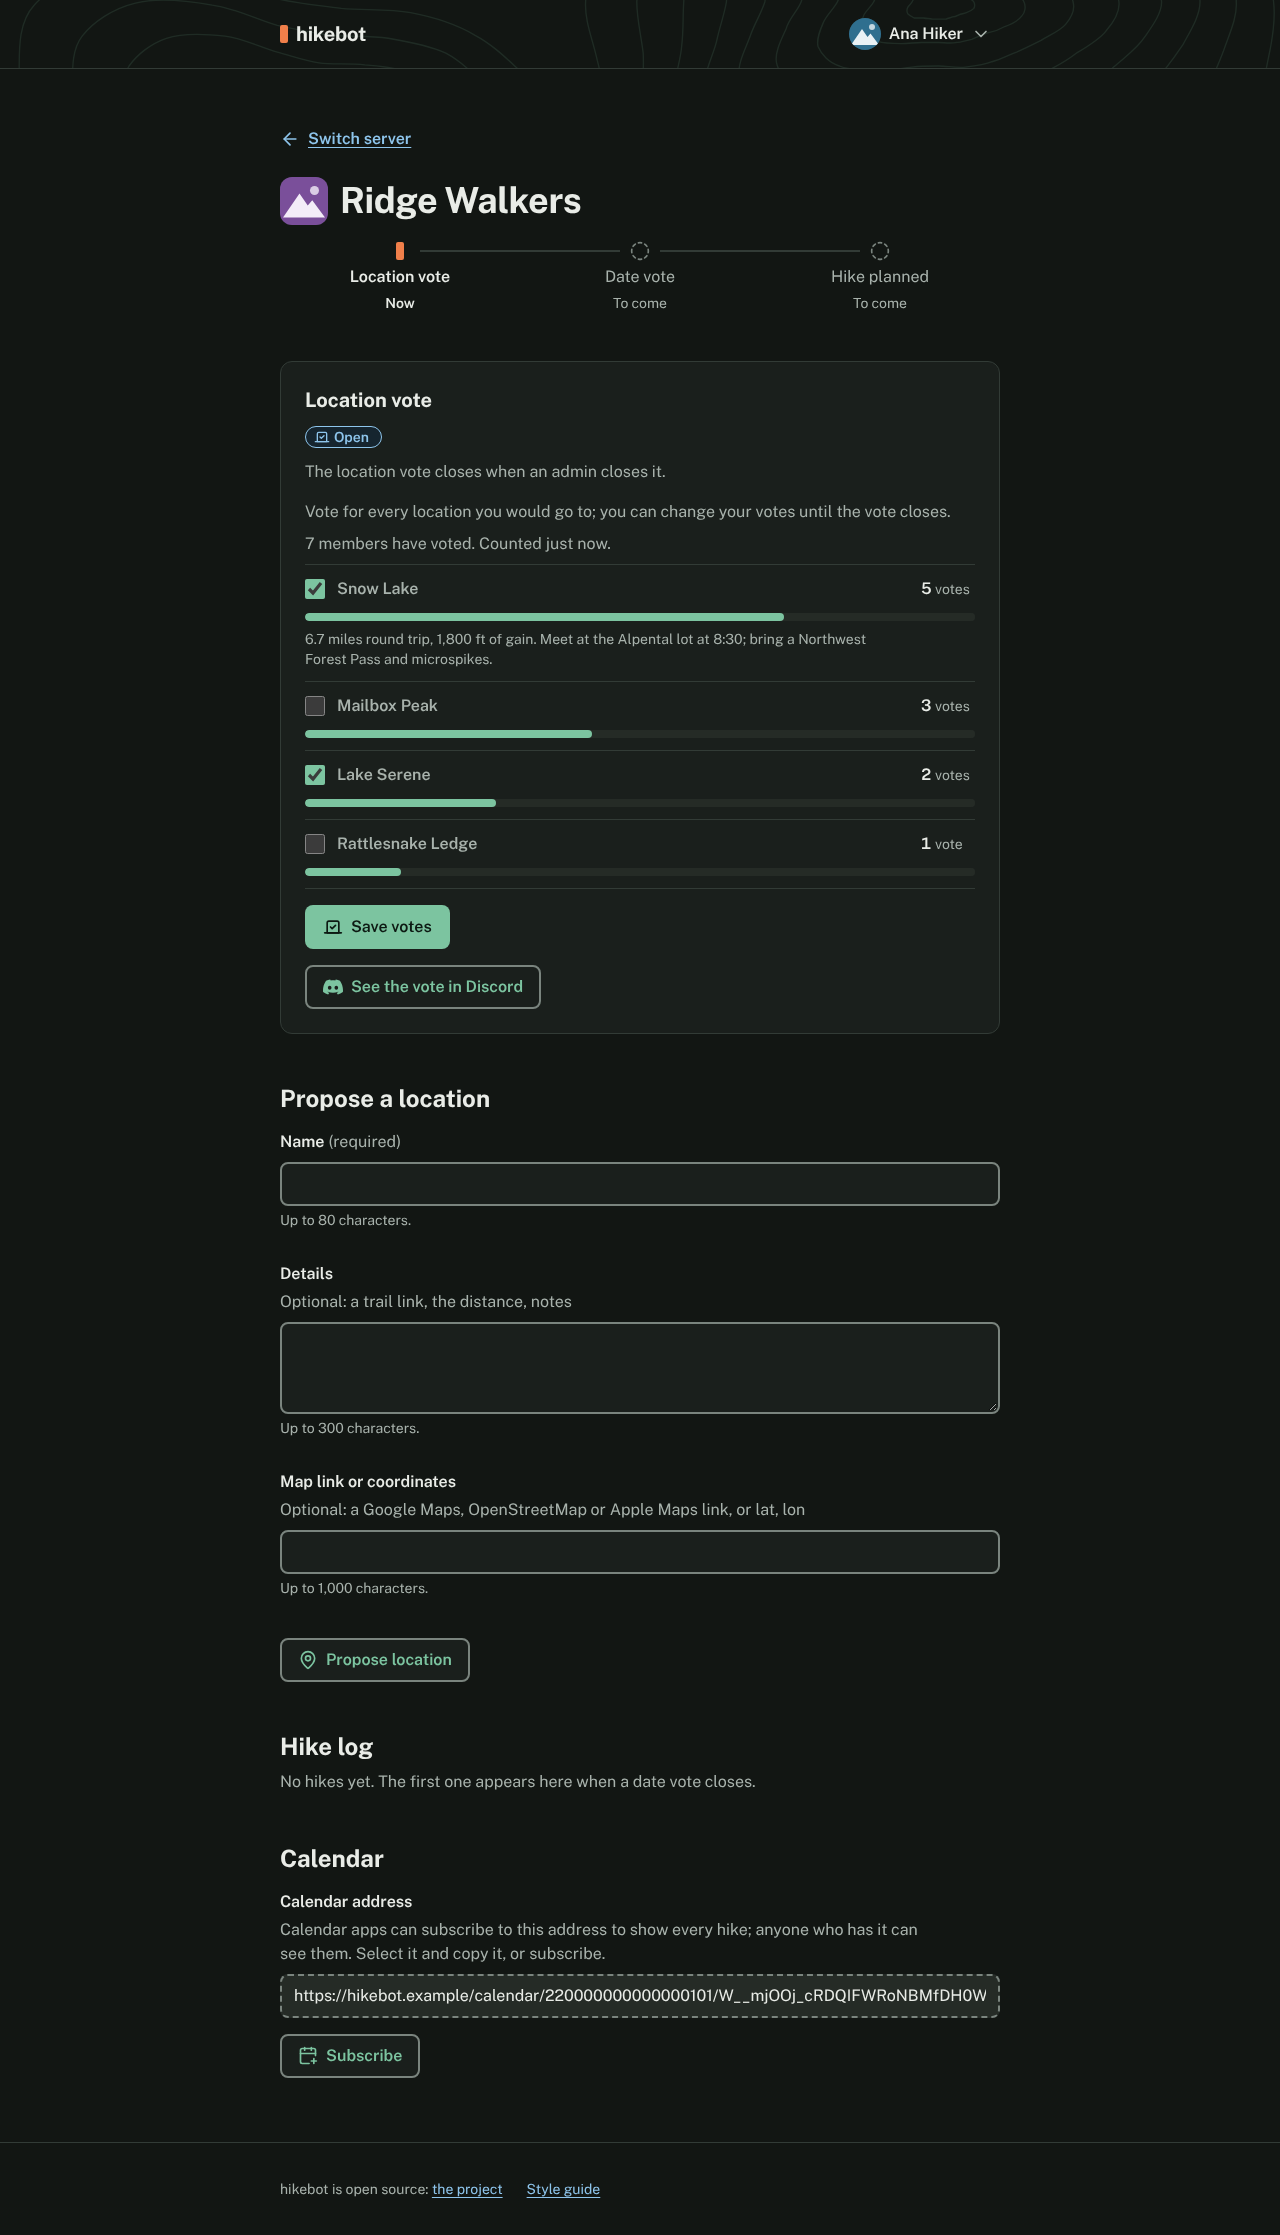 hikebot
Ana Hiker
Switch server
Ridge Walkers
Location vote
Now
Date vote
To come
Hike planned
To come
Location vote
Open
The location vote closes when an admin closes it.
Vote for every location you would go to; you can change your votes until the vote closes.
7 members have voted. Counted just now.
Snow Lake
5 votes
6.7 miles round trip, 1,800 ft of gain. Meet at the Alpental lot at 8:30; bring a Northwest
Forest Pass and microspikes.
Mailbox Peak
3 votes
Lake Serene
2 votes
Rattlesnake Ledge
1 vote
Save votes
See the vote in Discord
Propose a location
Name (required)
Up to 80 characters.
Details
Optional: a trail link, the distance, notes
Up to 300 characters.
Map link or coordinates
Optional: a Google Maps, OpenStreetMap or Apple Maps link, or lat, lon
Up to 1,000 characters.
Propose location
Hike log
No hikes yet. The first one appears here when a date vote closes.
Calendar
Calendar address
Calendar apps can subscribe to this address to show every hike; anyone who has it can
see them. Select it and copy it, or subscribe.
https://hikebot.example/calendar/220000000000000101/W__mjOOj_cRDQIFWRoNBMfDH0W
Subscribe
hikebot is open source: the project
Style guide